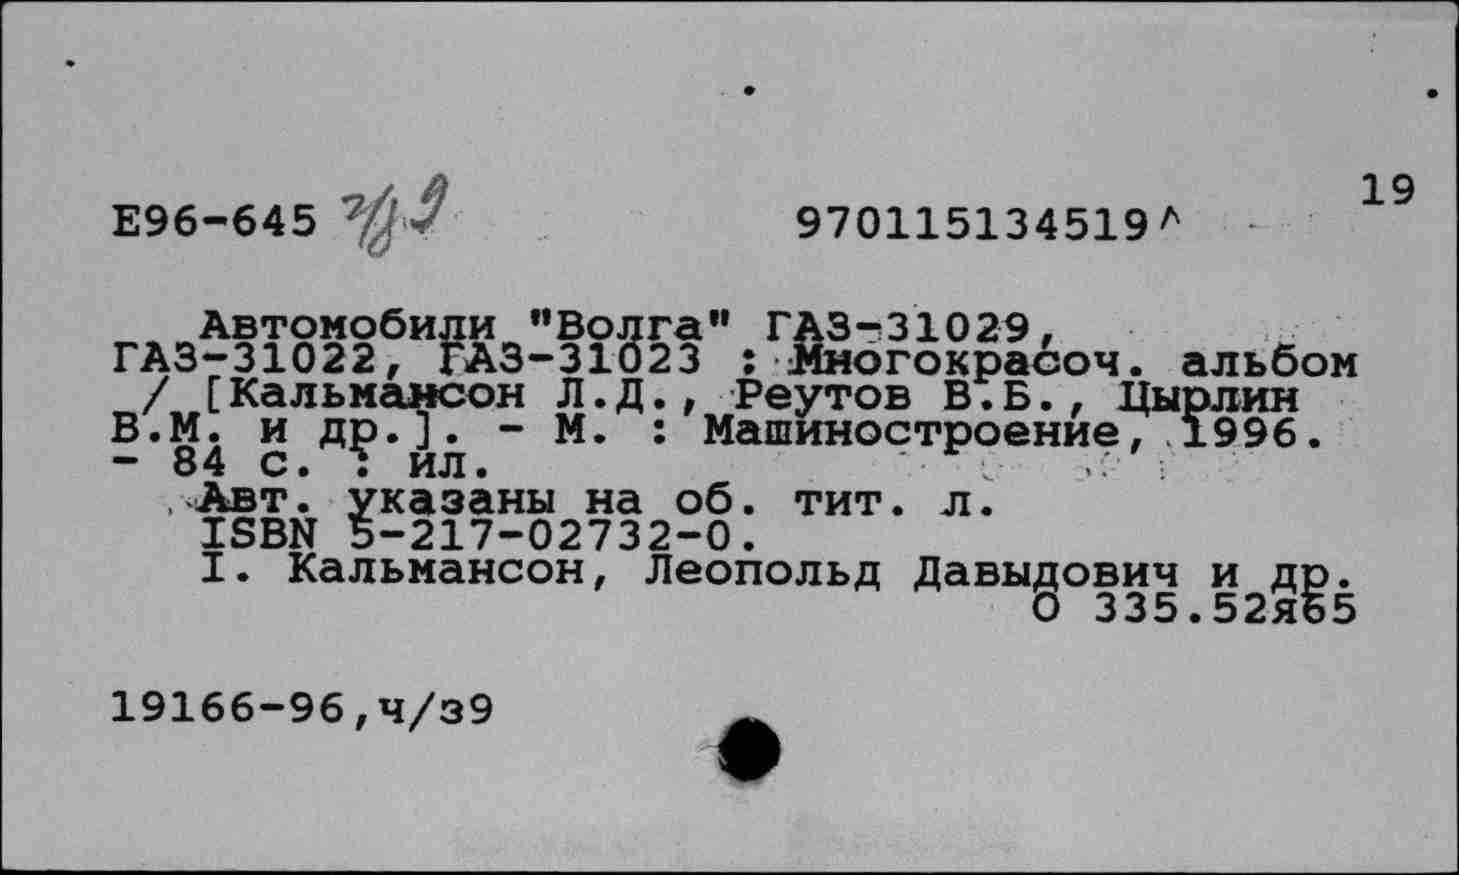 19
Е96-645 ч/з9 970115134519^
Автомобили "Волга" ГАЗ-31029,
ГАЗ-31022, ГАЗ-31023 : Многокрасоч. альбом
/ [Кальмансон Л.Д., Реутов В.Б., Цырлин
В.М. и др.]. - М. : Машиностроение, 1996.
- 84 с. : ил.
Авт. указаны на об. тит. л.
ISBN 5-217-02732-0.
I. Кальмансон, Леопольд Давыдович и др.
О 335.52я65
19166-96,ч/з9